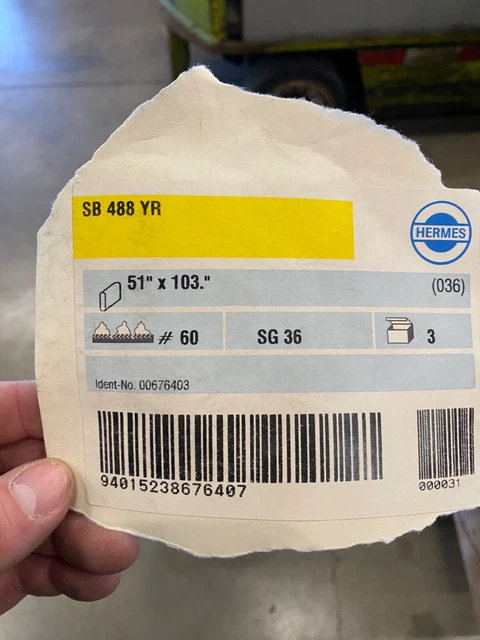 SB 488 YR
HERMES
51" x 103."
(036)
# 60
SG 36
3
Ident-No. 00676403
94015238676407
000031